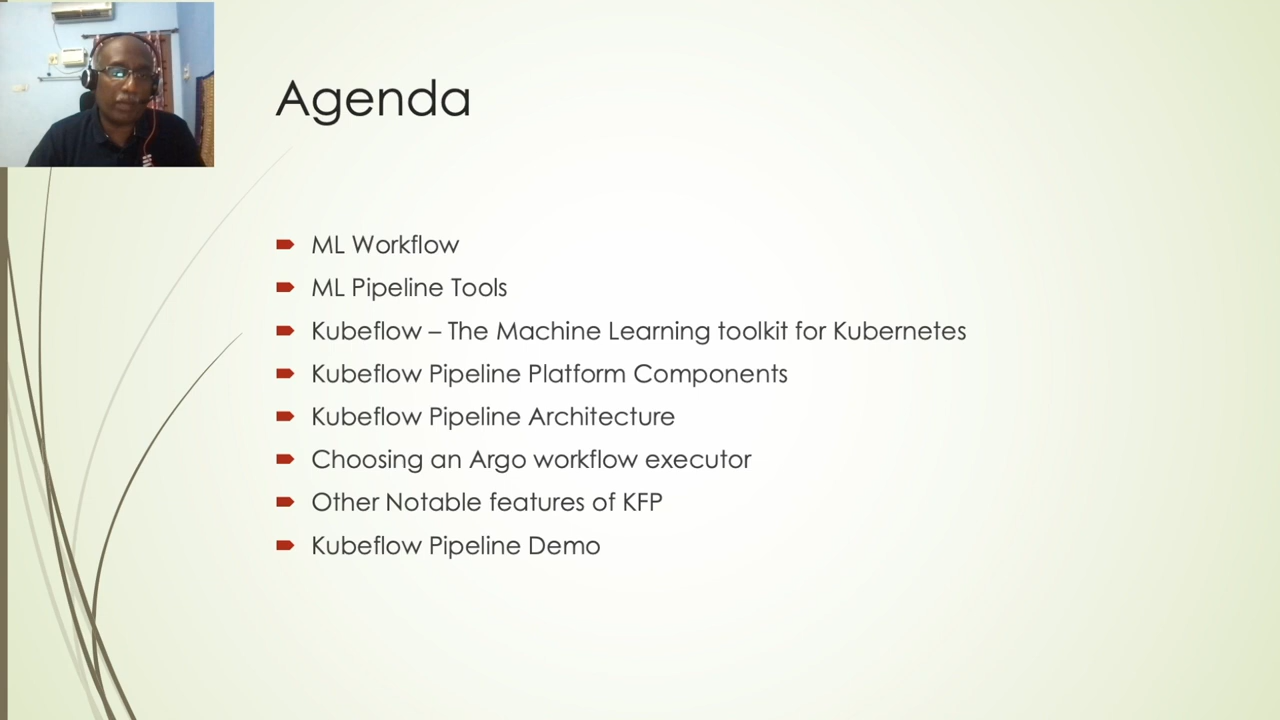 Agenda
ML Workflow
ML Pipeline Tools
Kubeflow – The Machine Learning toolkit for Kubernetes
Kubeflow Pipeline Platform Components
Kubeflow Pipeline Architecture
Choosing an Argo workflow executor
Other Notable features of KFP
Kubeflow Pipeline Demo